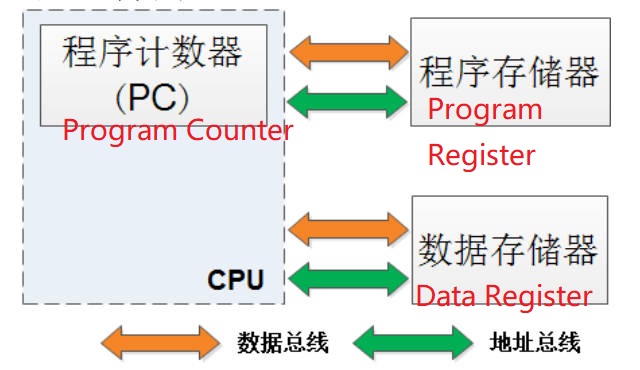 程序计数器
(PC)
Program Counter
程序存储器
Program
Register
CPU
数据存储器
Data Register
数据总线
地址总线